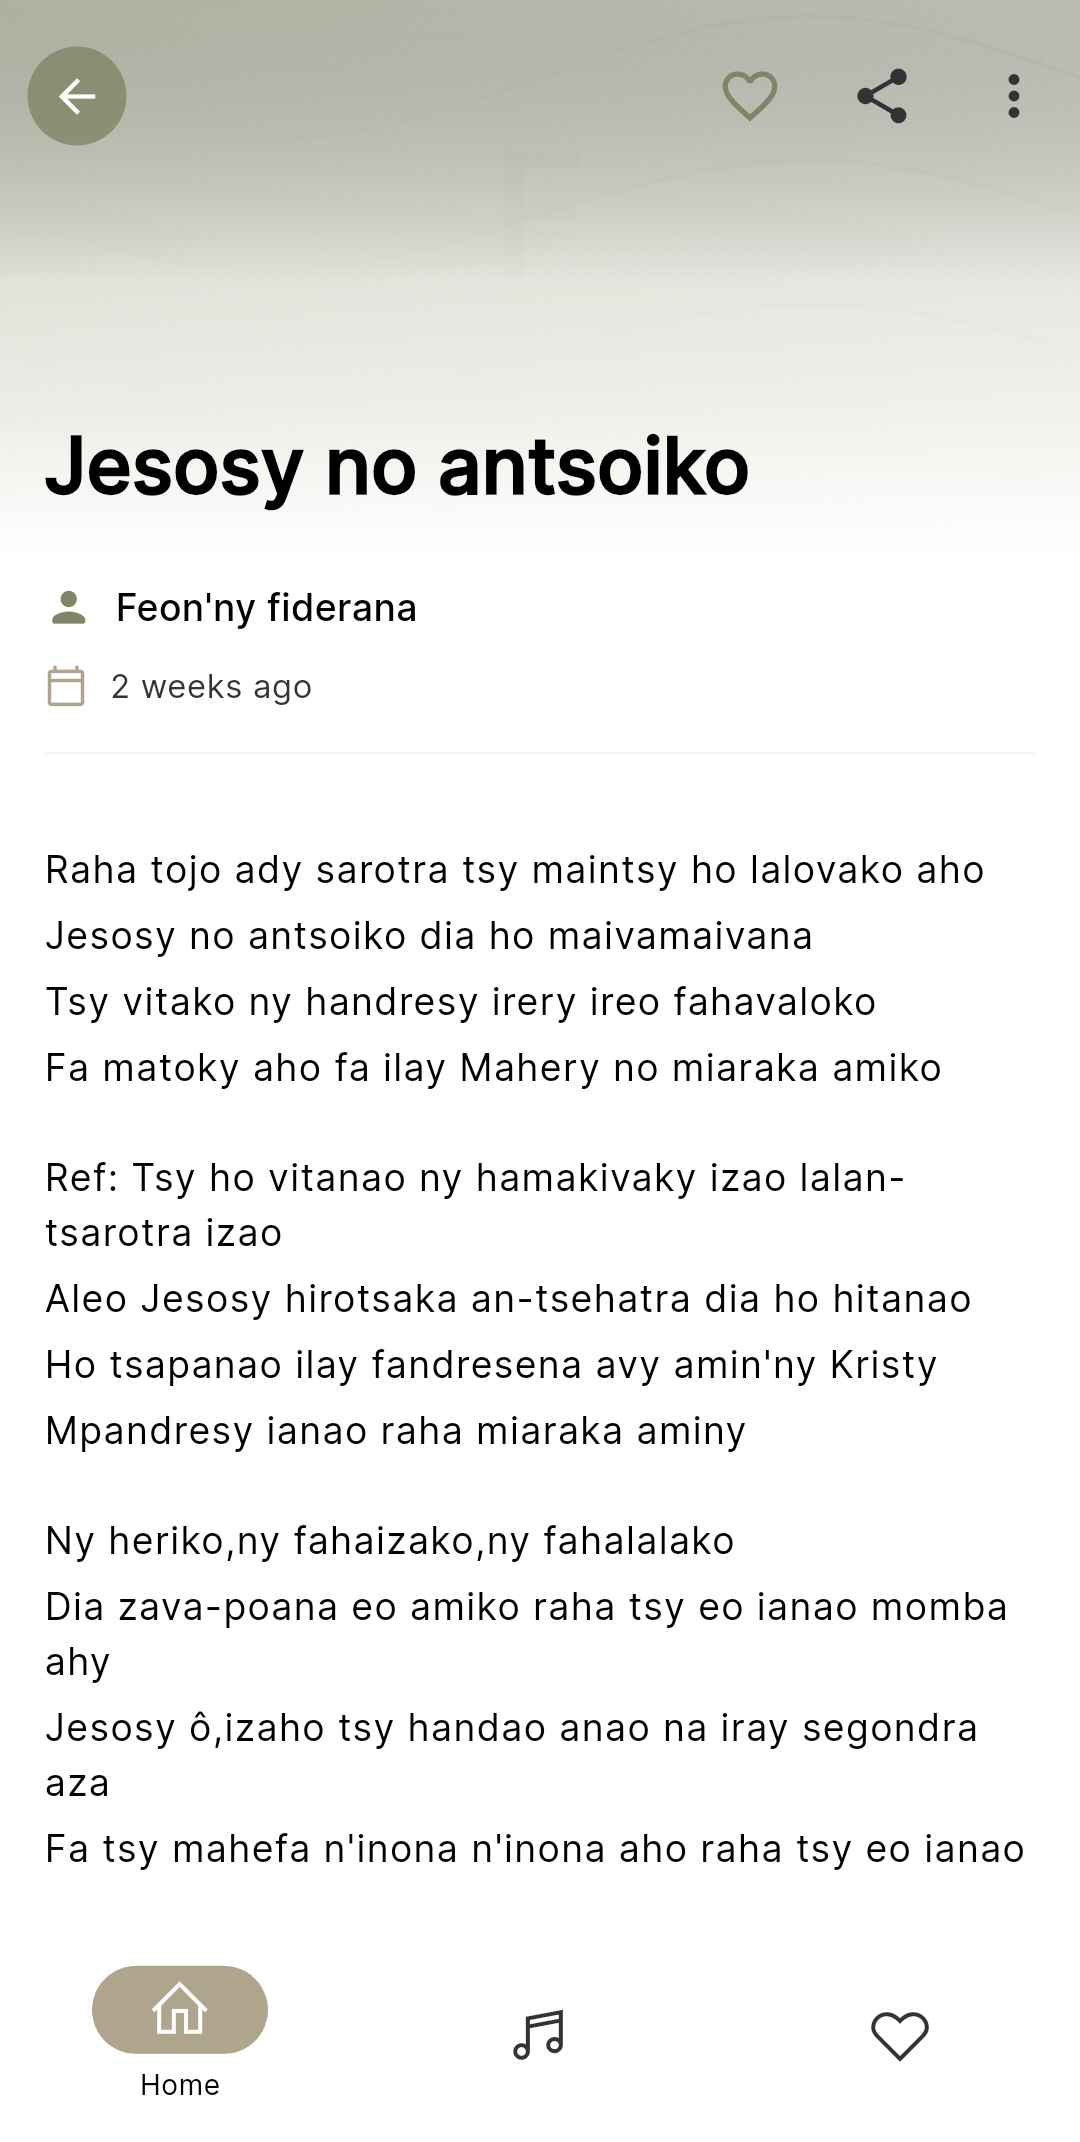 F
Jesosy no antsoiko
Feon'ny fiderana
2 weeks ago
Raha tojo ady sarotra tsy maintsy ho lalovako aho
Jesosy no antsoiko dia ho maivamaivana
Tsy vitako ny handresy irery ireo fahavaloko
Fa matoky aho fa ilay Mahery no miaraka amiko
Ref: Tsy ho vitanao ny hamakivaky izao lalan-
tsarotra izao
Aleo Jesosy hirotsaka an-tsehatra dia ho hitanao
Ho tsapanao ilay fandresena avy amin'ny Kristy
Mpandresy ianao raha miaraka aminy
Ny heriko,ny fahaizako,ny fahalalako
Dia zava-poana eo amiko raha tsy eo ianao momba
ahy
Jesosy ô,izaho tsy handao anao na iray segondra
aza
Fa tsy mahefa n'inona n'inona aho raha tsy eo ianao
Home